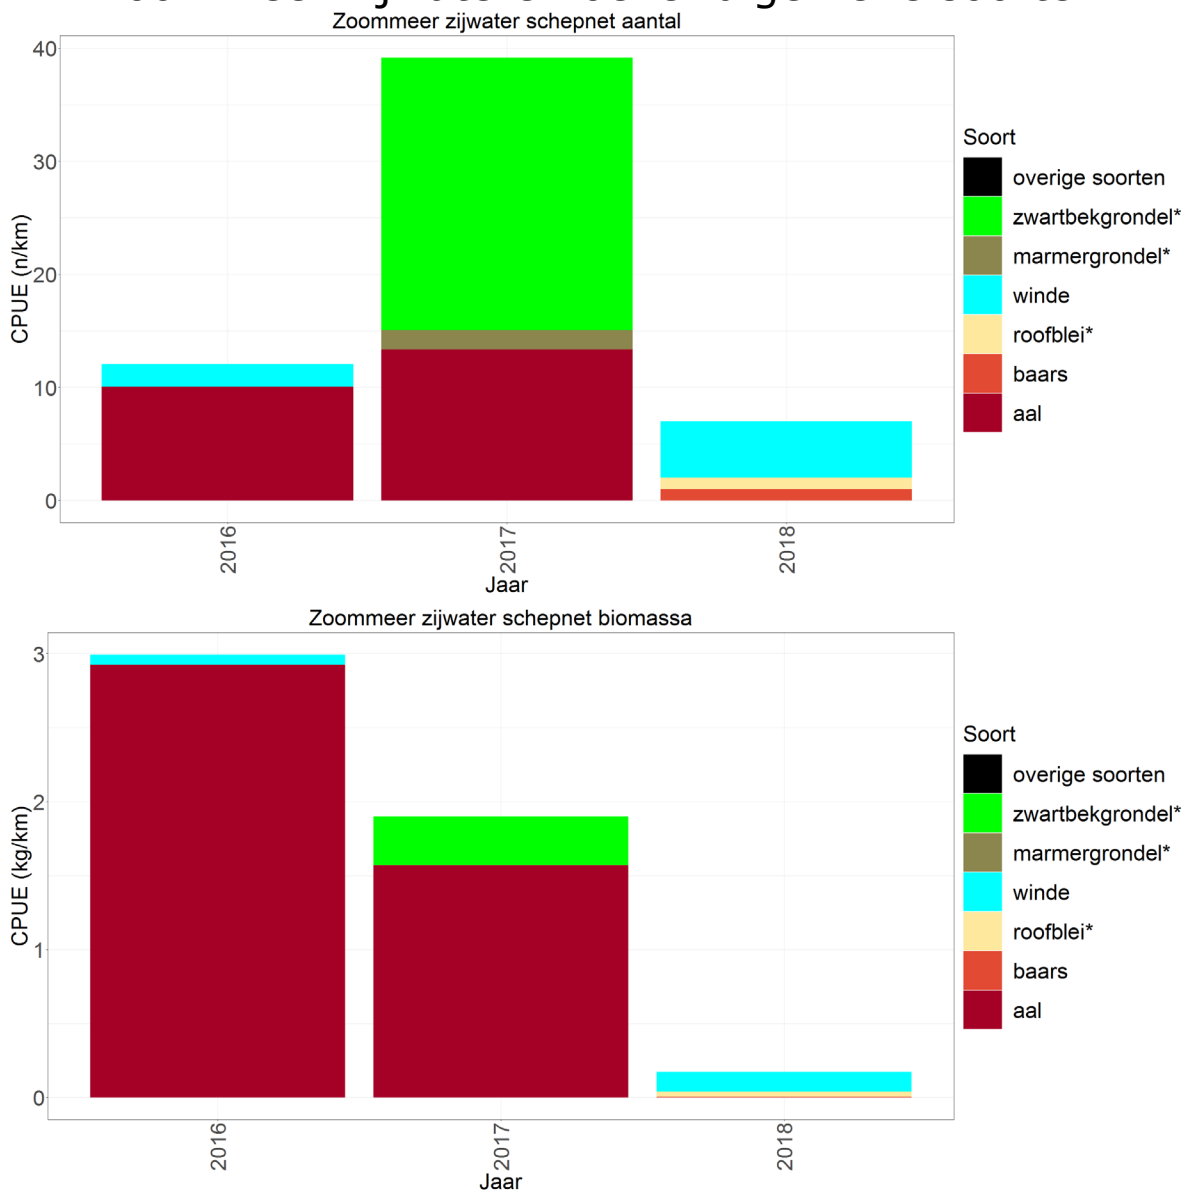 Zoommeer zijwater schepnet aantal
CPUE (n/km)
40
30
20
10
0
2016
2017
2018
Jaar
Soort
overige soorten
zwartbekgrondel*
marmergrondel*
winde
roofblei*
baars
aal
Zoommeer zijwater schepnet biomassa
CPUE (kg/km)
3
2
1
0
2016
2017
2018
Jaar
Soort
overige soorten
zwartbekgrondel*
marmergrondel*
winde
roofblei*
baars
aal